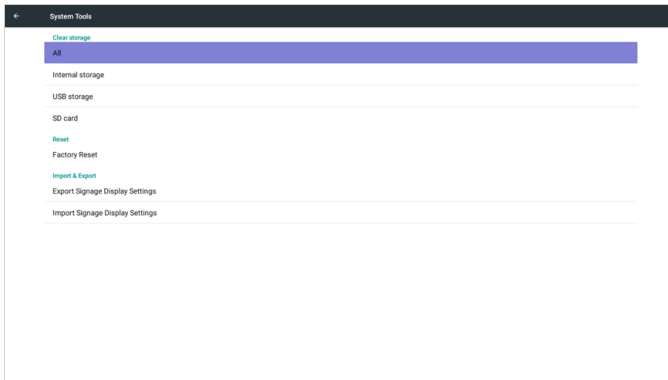 System Tools
Clear storage
All
Internal storage
USB storage
SD card
Reset
Factory Reset
Import & Export
Export Signage Display Settings
Import Signage Display Settings